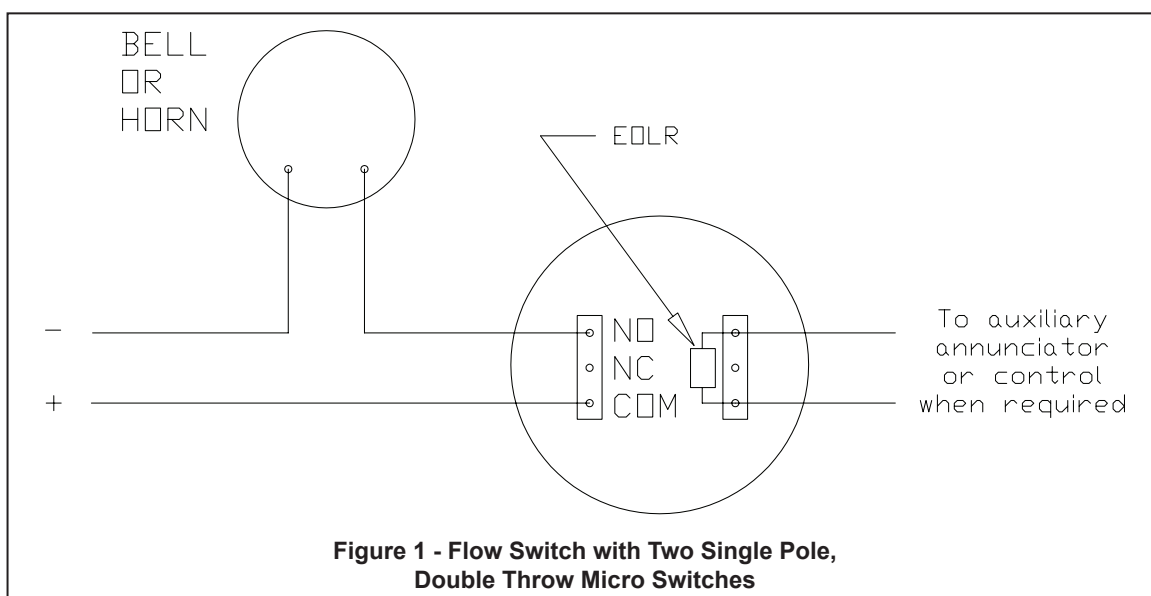 BELL
OR
HORN
EOLR
−
+
NO
NC
COM
To auxiliary
annunciator
or control
when required
Figure 1 - Flow Switch with Two Single Pole,
Double Throw Micro Switches